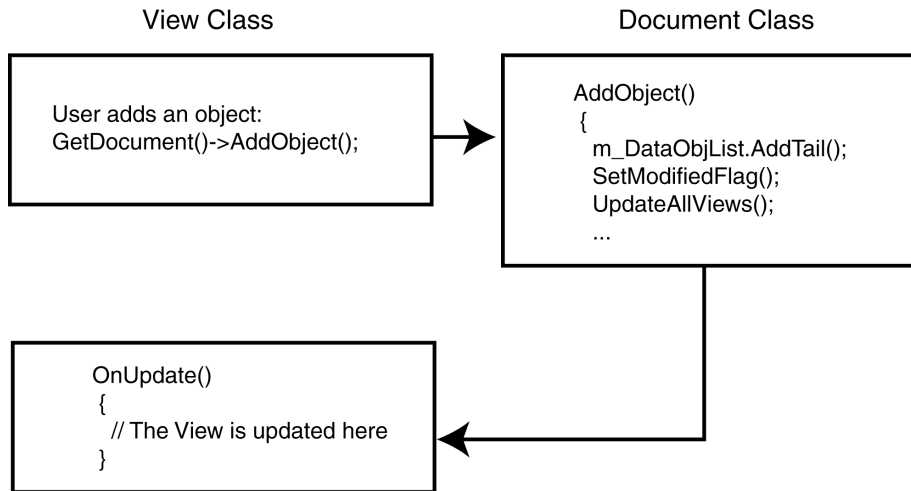 View Class
Document Class
User adds an object:
GetDocument()->AddObject();
AddObject()
{
m_DataObjList.AddTail();
SetModifiedFlag();
UpdateAllViews();
...
OnUpdate()
{
// The View is updated here
}